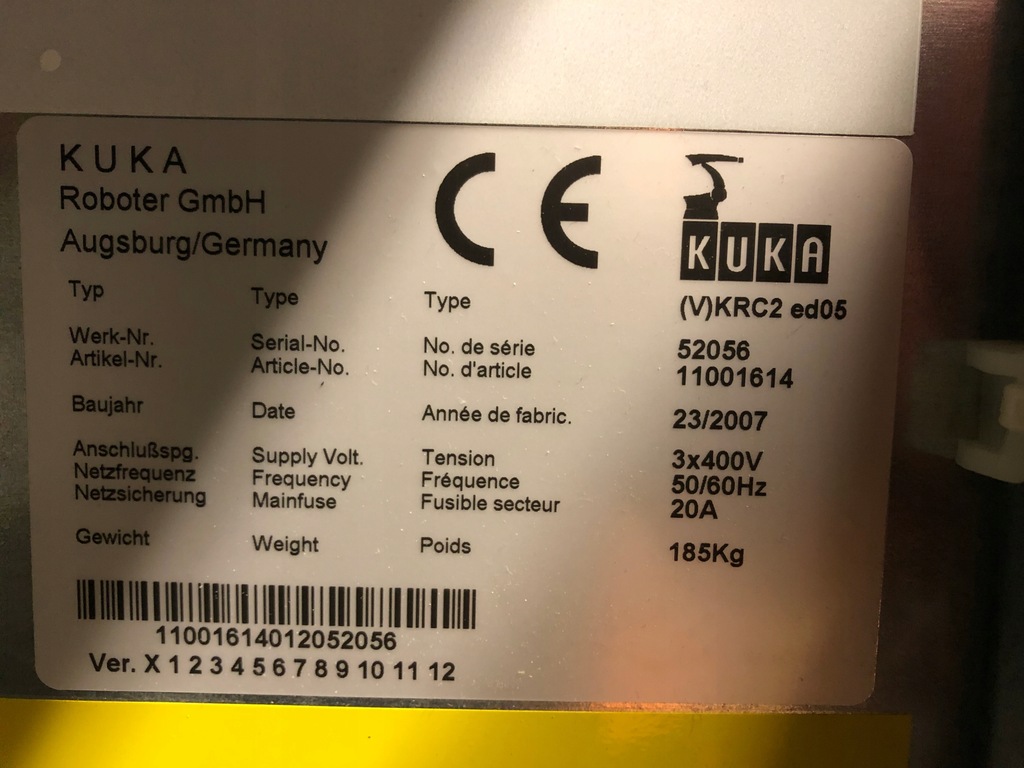 KUKA
Roboter GmbH
Augsburg/Germany
CE
KUKA
Typ Type Type (V)KRC2 ed05
Werk-Nr. Serial-No. No. de série 52056
Artikel-Nr. Article-No. No. d'article 11001614
Baujahr Date Année de fabric. 23/2007
Anschlußspg. Supply Volt. Tension 3x400V
Netzfrequenz Frequency Fréquence 50/60Hz
Netzsicherung Mainfuse Fusible secteur 20A
Gewicht Weight Poids 185Kg
11001614012052056
Ver. X 1 2 3 4 5 6 7 8 9 10 11 12